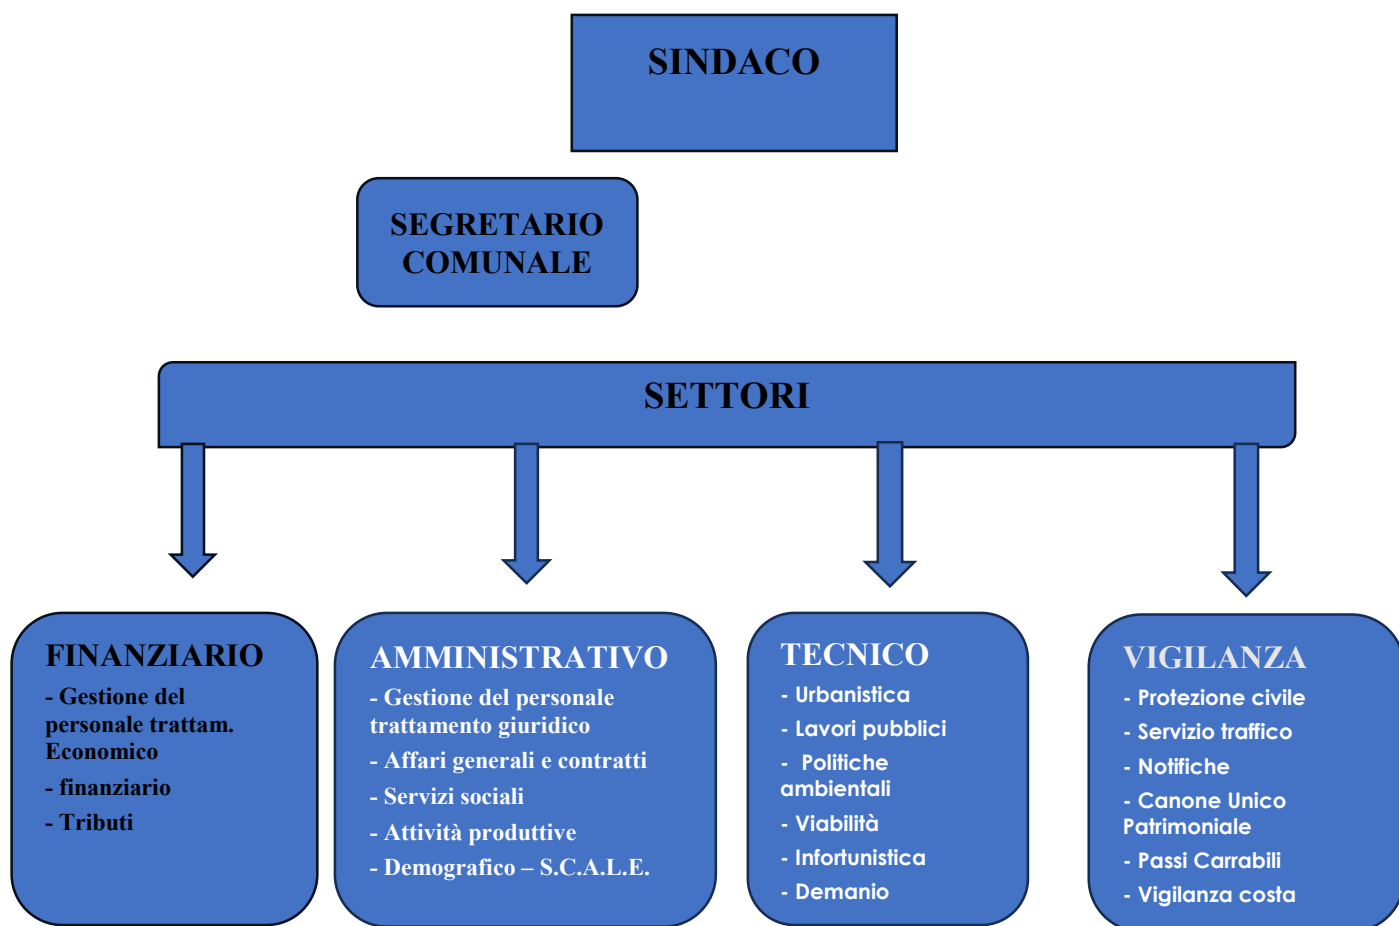 SINDACO
SEGRETARIO
COMUNALE
SETTORI
FINANZIARIO
- Gestione del
personale trattam.
Economico
- finanziario
- Tributi
AMMINISTRATIVO
- Gestione del personale
trattamento giuridico
- Affari generali e contratti
- Servizi sociali
- Attività produttive
- Demografico – S.C.A.L.E.
TECNICO
- Urbanistica
- Lavori pubblici
- Politiche
ambientali
- Viabilità
- Infortunistica
- Demanio
VIGILANZA
- Protezione civile
- Servizio traffico
- Notifiche
- Canone Unico
Patrimoniale
- Passi Carrabili
- Vigilanza costa